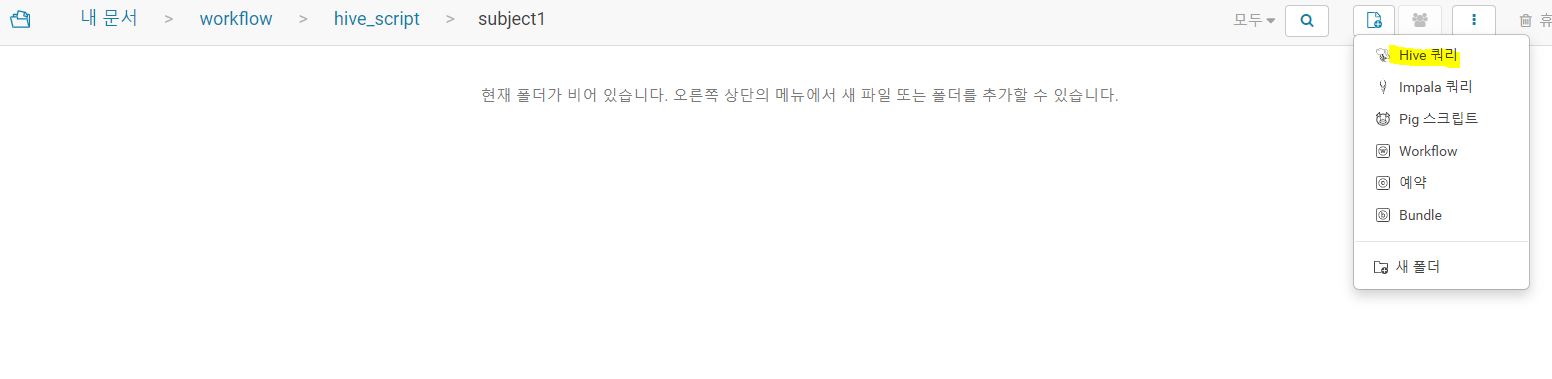 내 문서 > workflow > hive_script > subject1 모두 휴
현재 폴더가 비어 있습니다. 오른쪽 상단의 메뉴에서 새 파일 또는 폴더를 추가할 수 있습니다.
Hive 쿼리
Impala 쿼리
Pig 스크립트
Workflow
예약
Bundle
새 폴더